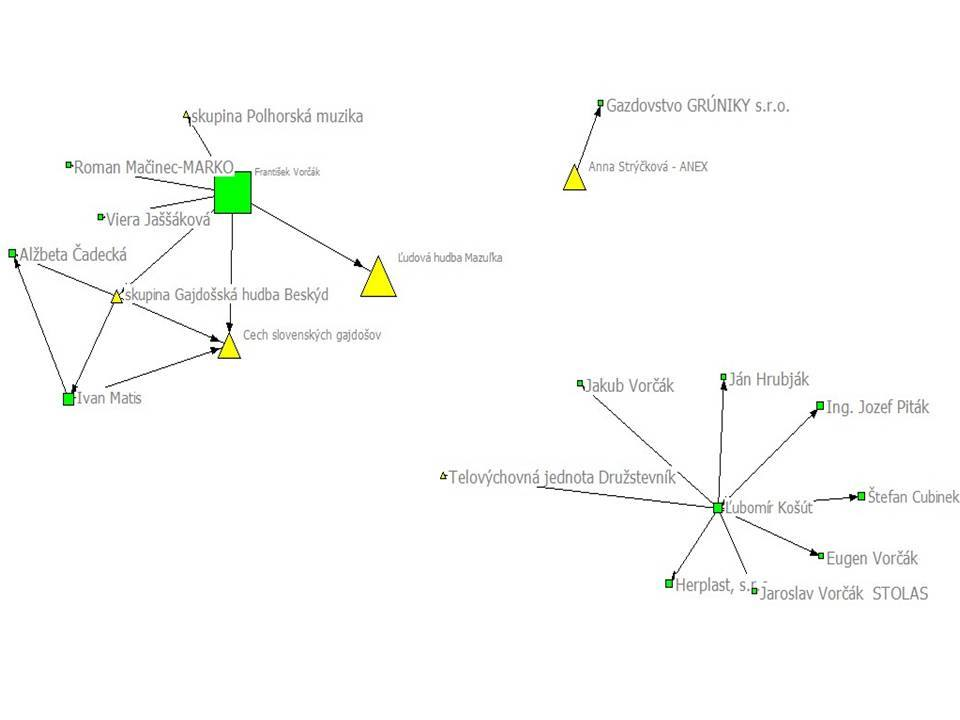 Gazdovstvo GRÚNIKY s.r.o.
skupina Polhorská muzika
Roman Mačinec-MARKO
František Vorčák
Anna Strýčková - ANEX
Viera Jaššáková
Alžbeta Čadecká
Ľudová hudba Mazuľka
skupina Gajdošská hudba Beskýd
Cech slovenských gajdošov
Ivan Matis
Jakub Vorčák
Ján Hrubják
Ing. Jozef Piták
Telovýchovná jednota Družstevník
Štefan Cubinek
Ľubomír Košút
Eugen Vorčák
Herplast, s.r.
Jaroslav Vorčák STOLAS